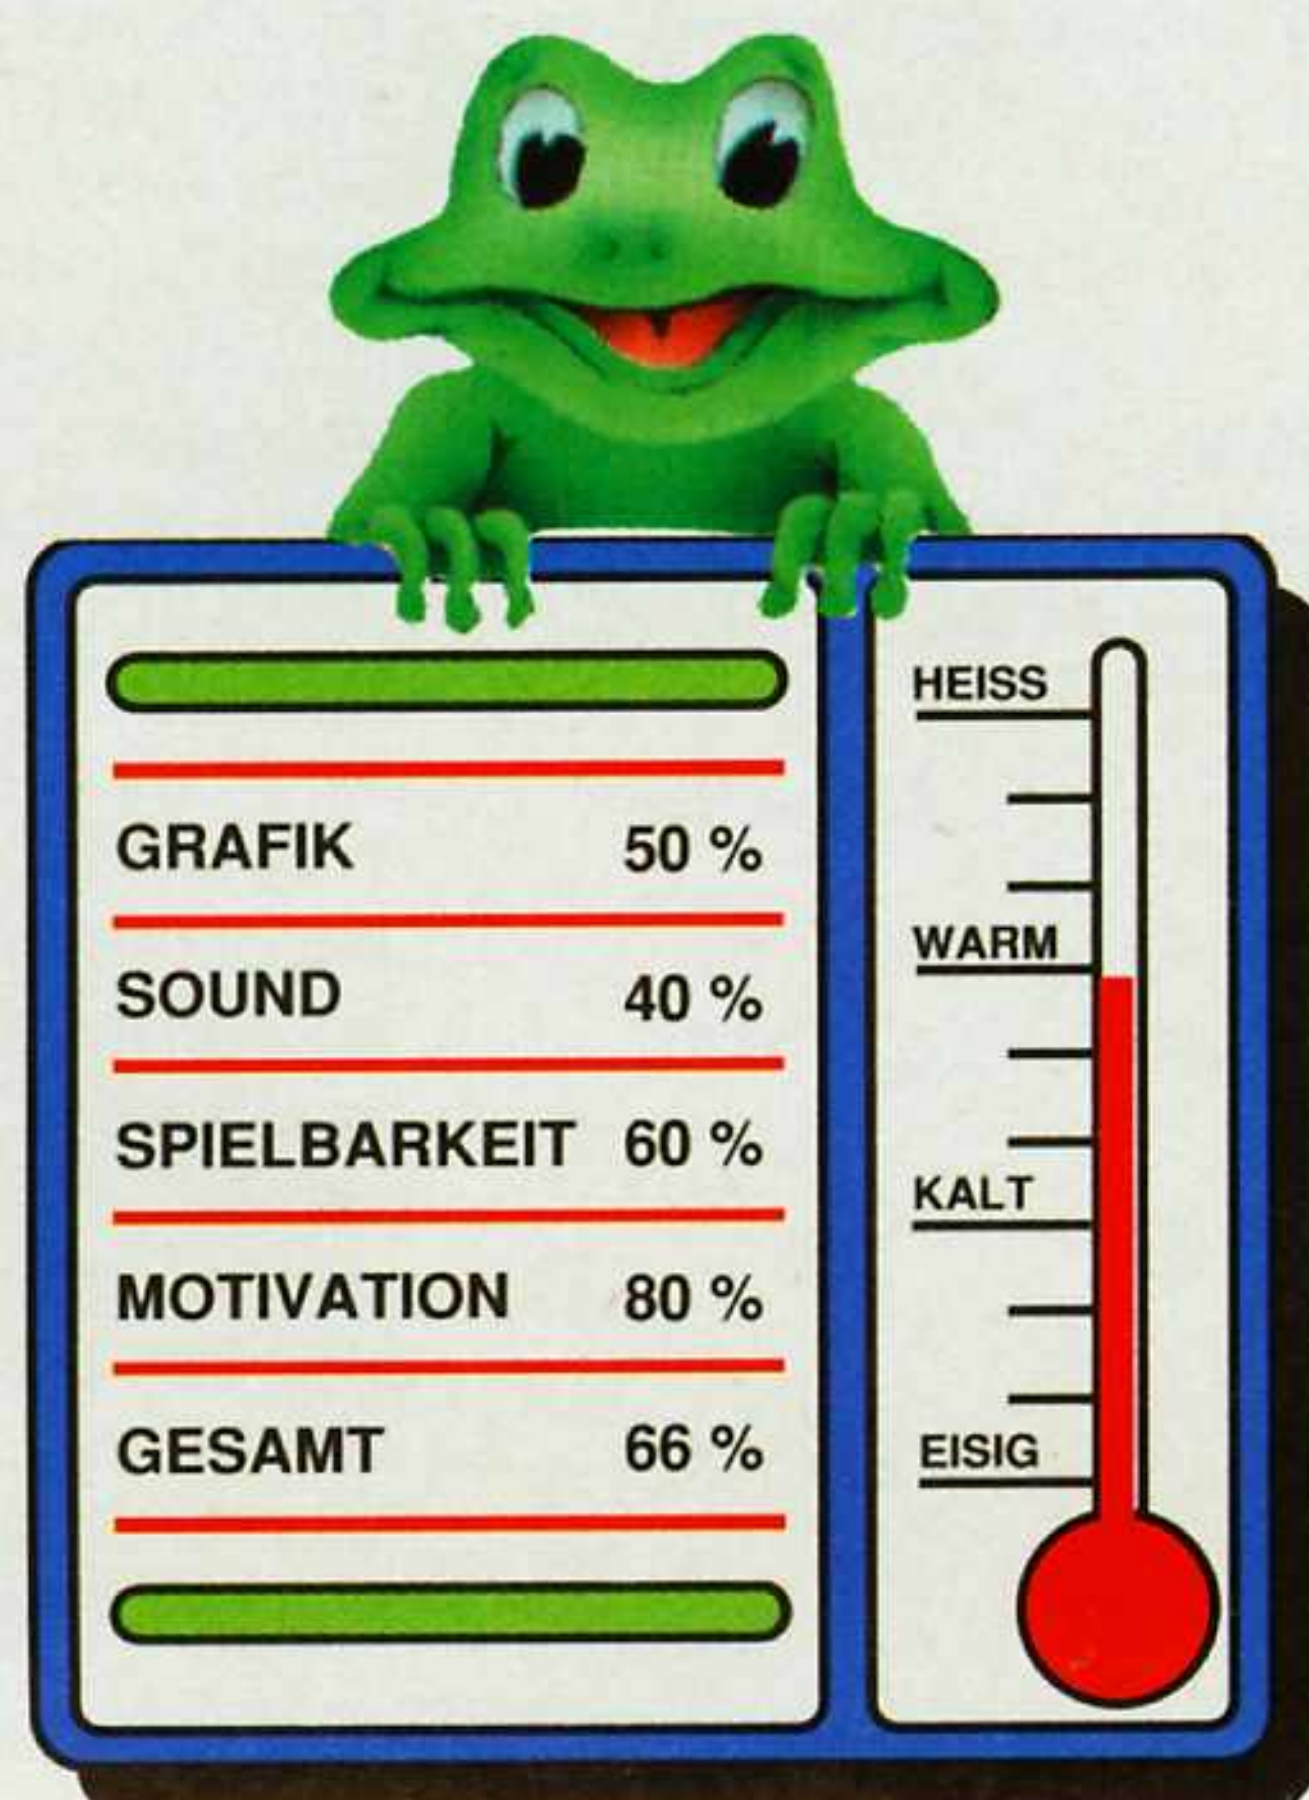 GRAFIK 50 %
SOUND 40 %
SPIELBARKEIT 60 %
MOTIVATION 80 %
GESAMT 66 %
HEISS
WARM
KALT
EISIG